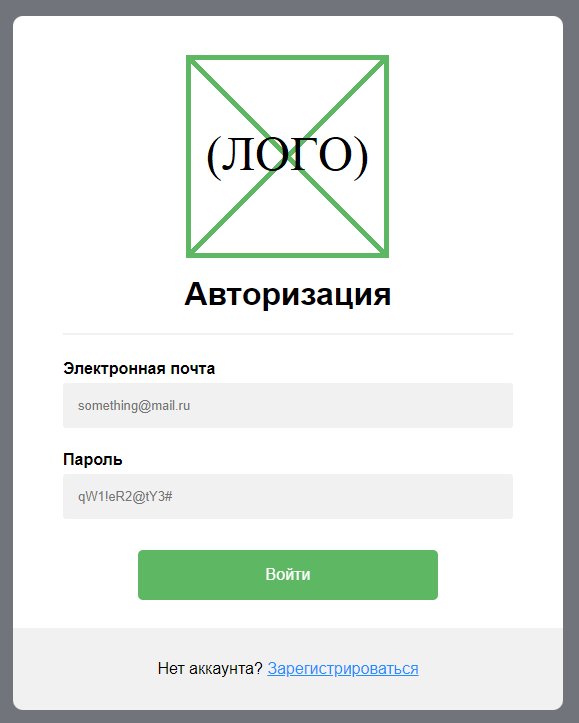 (ЛОГО)
Авторизация
Электронная почта
something@mail.ru
Пароль
qW1!eR2@tY3#
Войти
Нет аккаунта? Зарегистрироваться